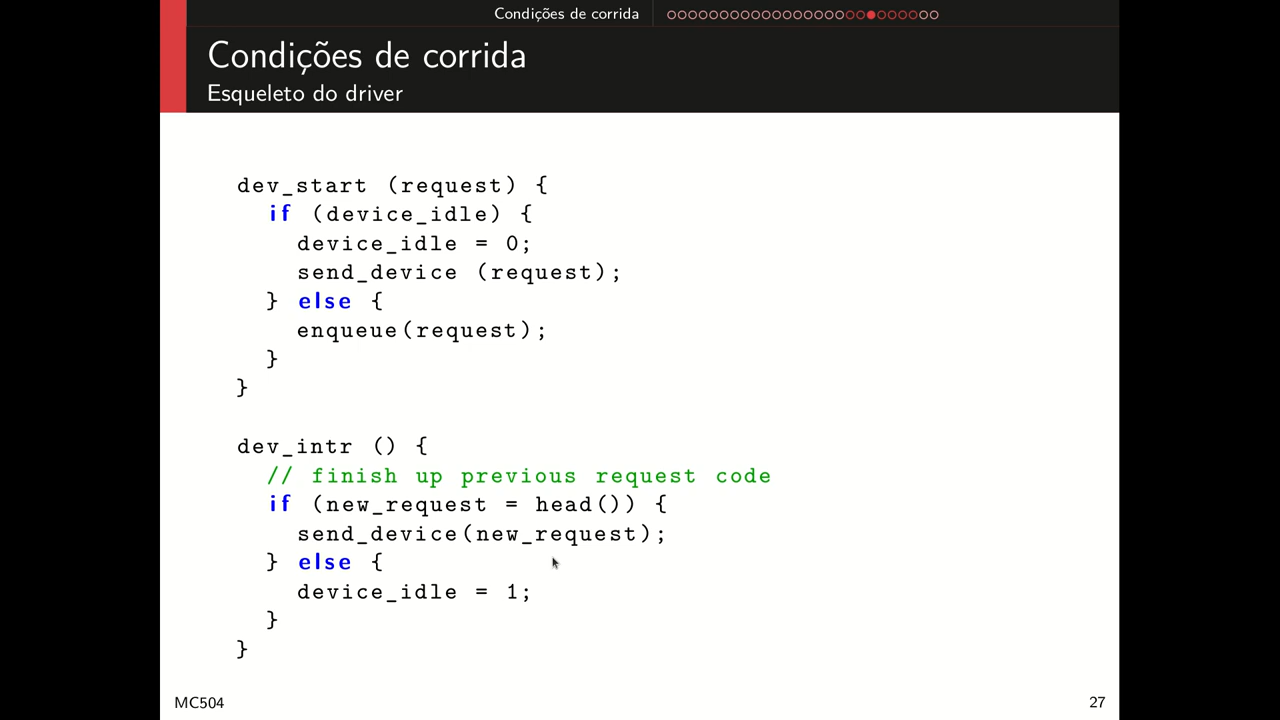 Condições de corrida
Condições de corrida
Esqueleto do driver
dev_start (request) {
  if (device_idle) {
    device_idle = 0;
    send_device (request);
  } else {
    enqueue(request);
  }
}
dev_intr () {
  // finish up previous request code
  if (new_request = head()) {
    send_device(new_request);
  } else {
    device_idle = 1;
  }
}
MC504
27